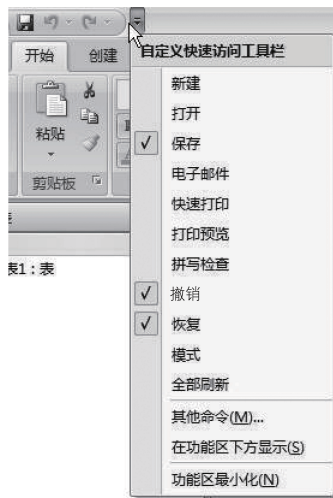 开始 创建
自定义快速访问工具栏
新建
打开
保存
电子邮件
快速打印
打印预览
拼写检查
撤销
恢复
模式
全部刷新
其他命令(M)...
在功能区下方显示(S)
功能区最小化(N)
粘贴
剪贴板
表1：表